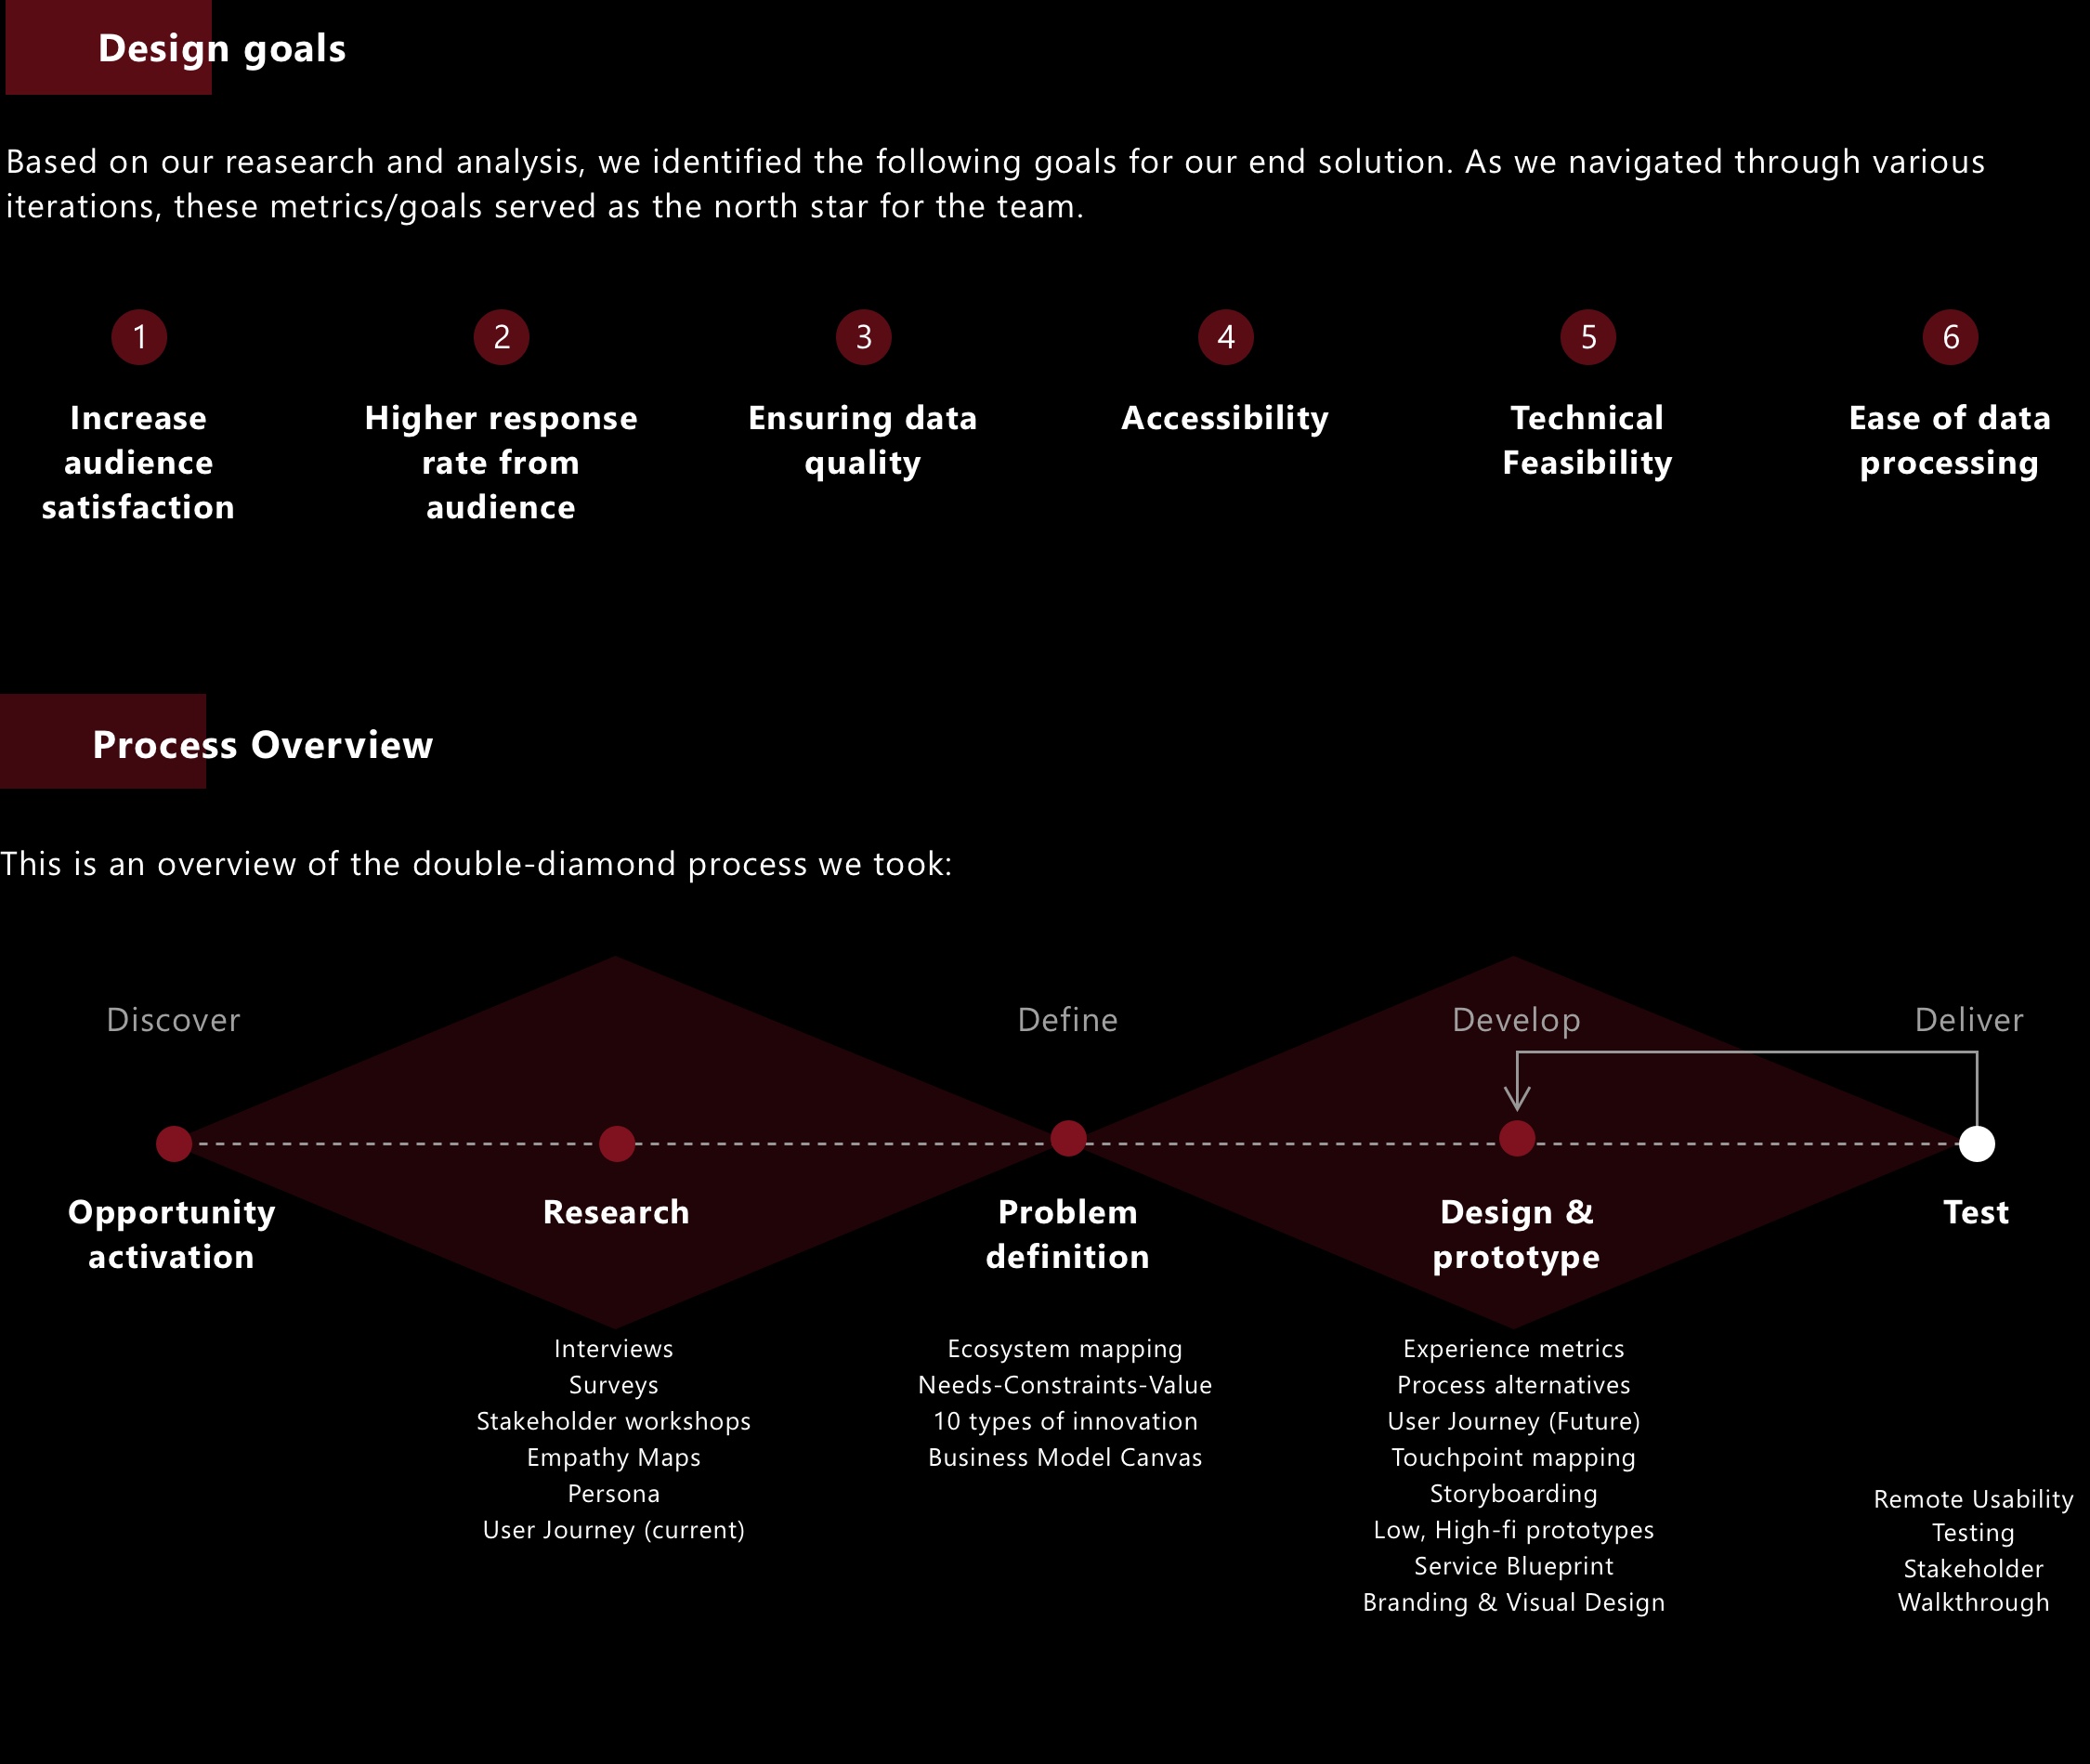 Design goals
Based on our reasearch and analysis, we identified the following goals for our end solution. As we navigated through various
iterations, these metrics/goals served as the north star for the team.
1
Increase
audience
satisfaction
2
Higher response
rate from
audience
3
Ensuring data
quality
4
Accessibility
5
Technical
Feasibility
6
Ease of data
processing
Process Overview
This is an overview of the double-diamond process we took:
Discover
Define
Develop
Deliver
Opportunity
activation
Research
Interviews
Surveys
Stakeholder workshops
Empathy Maps
Persona
User Journey (current)
Problem
definition
Ecosystem mapping
Needs-Constraints-Value
10 types of innovation
Business Model Canvas
Design &
prototype
Experience metrics
Process alternatives
User Journey (Future)
Touchpoint mapping
Storyboarding
Low, High-fi prototypes
Service Blueprint
Branding & Visual Design
Test
Remote Usability
Testing
Stakeholder
Walkthrough